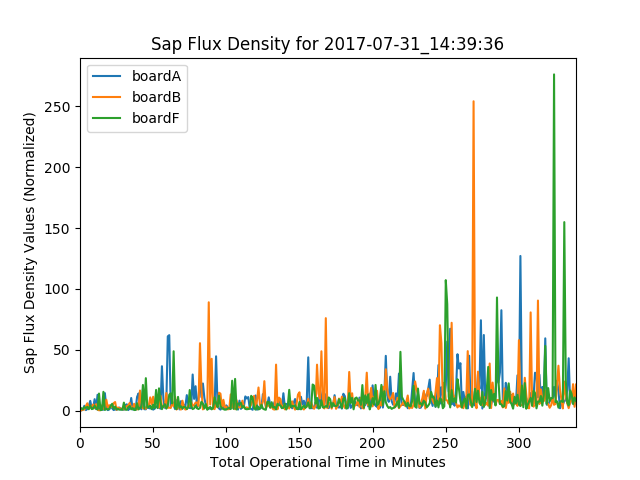 Sap Flux Density for 2017-07-31_14:39:36
boardA
boardB
boardF
Sap Flux Density Values (Normalized)
250
200
150
100
50
0
0 50 100 150 200 250 300
Total Operational Time in Minutes